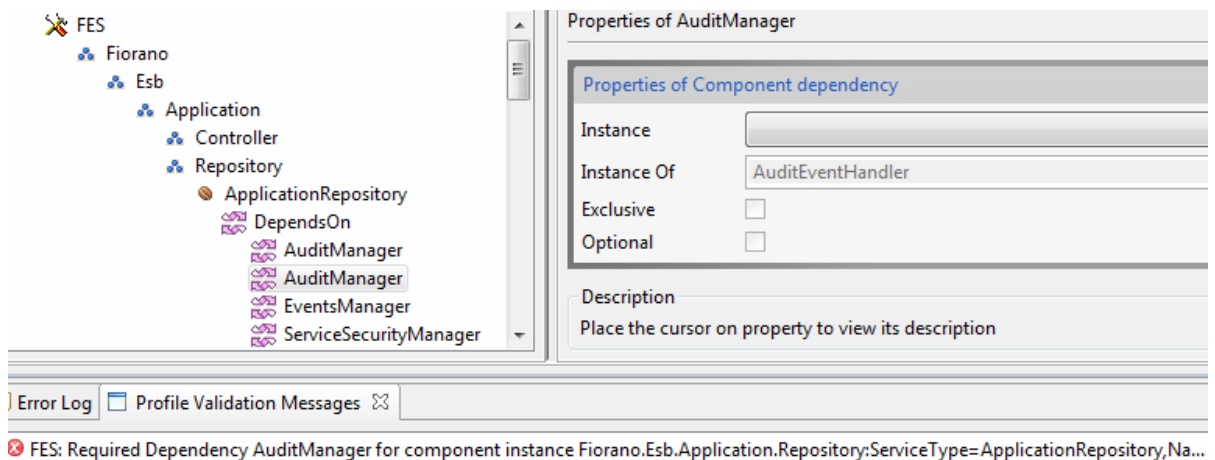 FES
Fiorano
Esb
Application
Controller
Repository
ApplicationRepository
DependsOn
AuditManager
AuditManager
EventsManager
ServiceSecurityManager
Properties of AuditManager
Properties of Component dependency
Instance
Instance Of AuditEventHandler
Exclusive
Optional
Description
Place the cursor on property to view its description
Error Log Profile Validation Messages
FES: Required Dependency AuditManager for component instance Fiorano.Esb.Application.Repository:ServiceType=ApplicationRepository,Na...